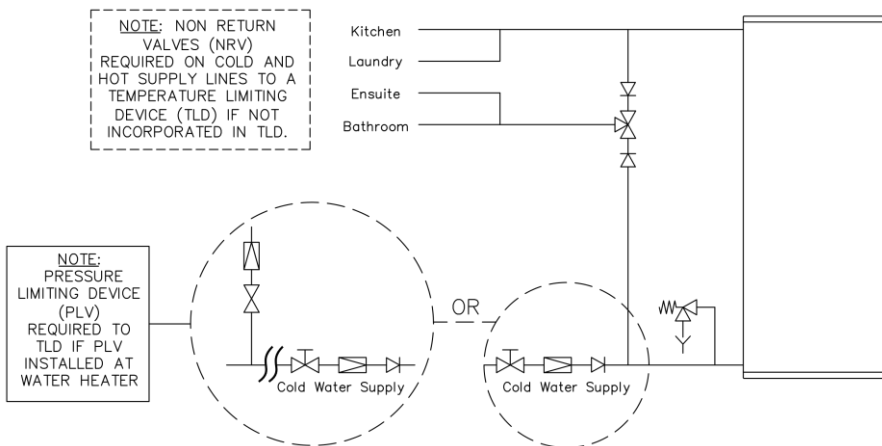 NOTE: NON RETURN
VALVES (NRV)
REQUIRED ON COLD AND
HOT SUPPLY LINES TO A
TEMPERATURE LIMITING
DEVICE (TLD) IF NOT
INCORPORATED IN TLD.
Kitchen
Laundry
Ensuite
Bathroom
NOTE:
PRESSURE
LIMITING DEVICE
(PLV)
REQUIRED TO
TLD IF PLV
INSTALLED AT
WATER HEATER
OR
Cold Water Supply
Cold Water Supply